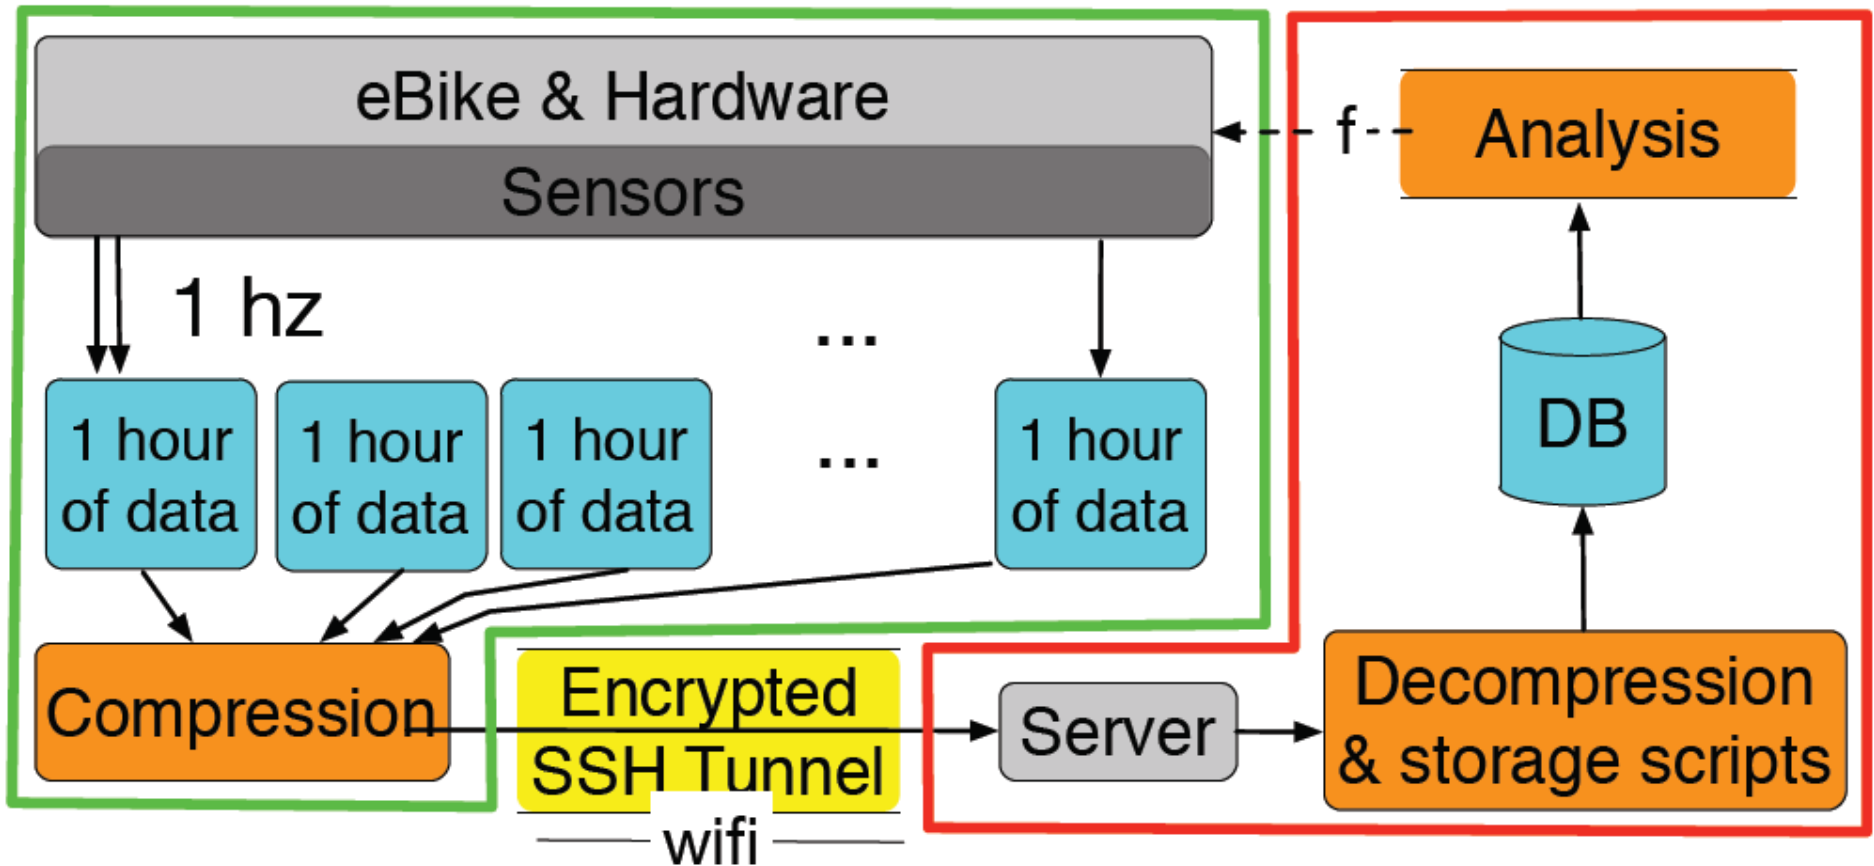 eBike & Hardware
Sensors
f
Analysis
1 hz
...
1 hour
of data
1 hour
of data
1 hour
of data
...
1 hour
of data
DB
Compression
Encrypted
SSH Tunnel
wifi
Server
Decompression
& storage scripts